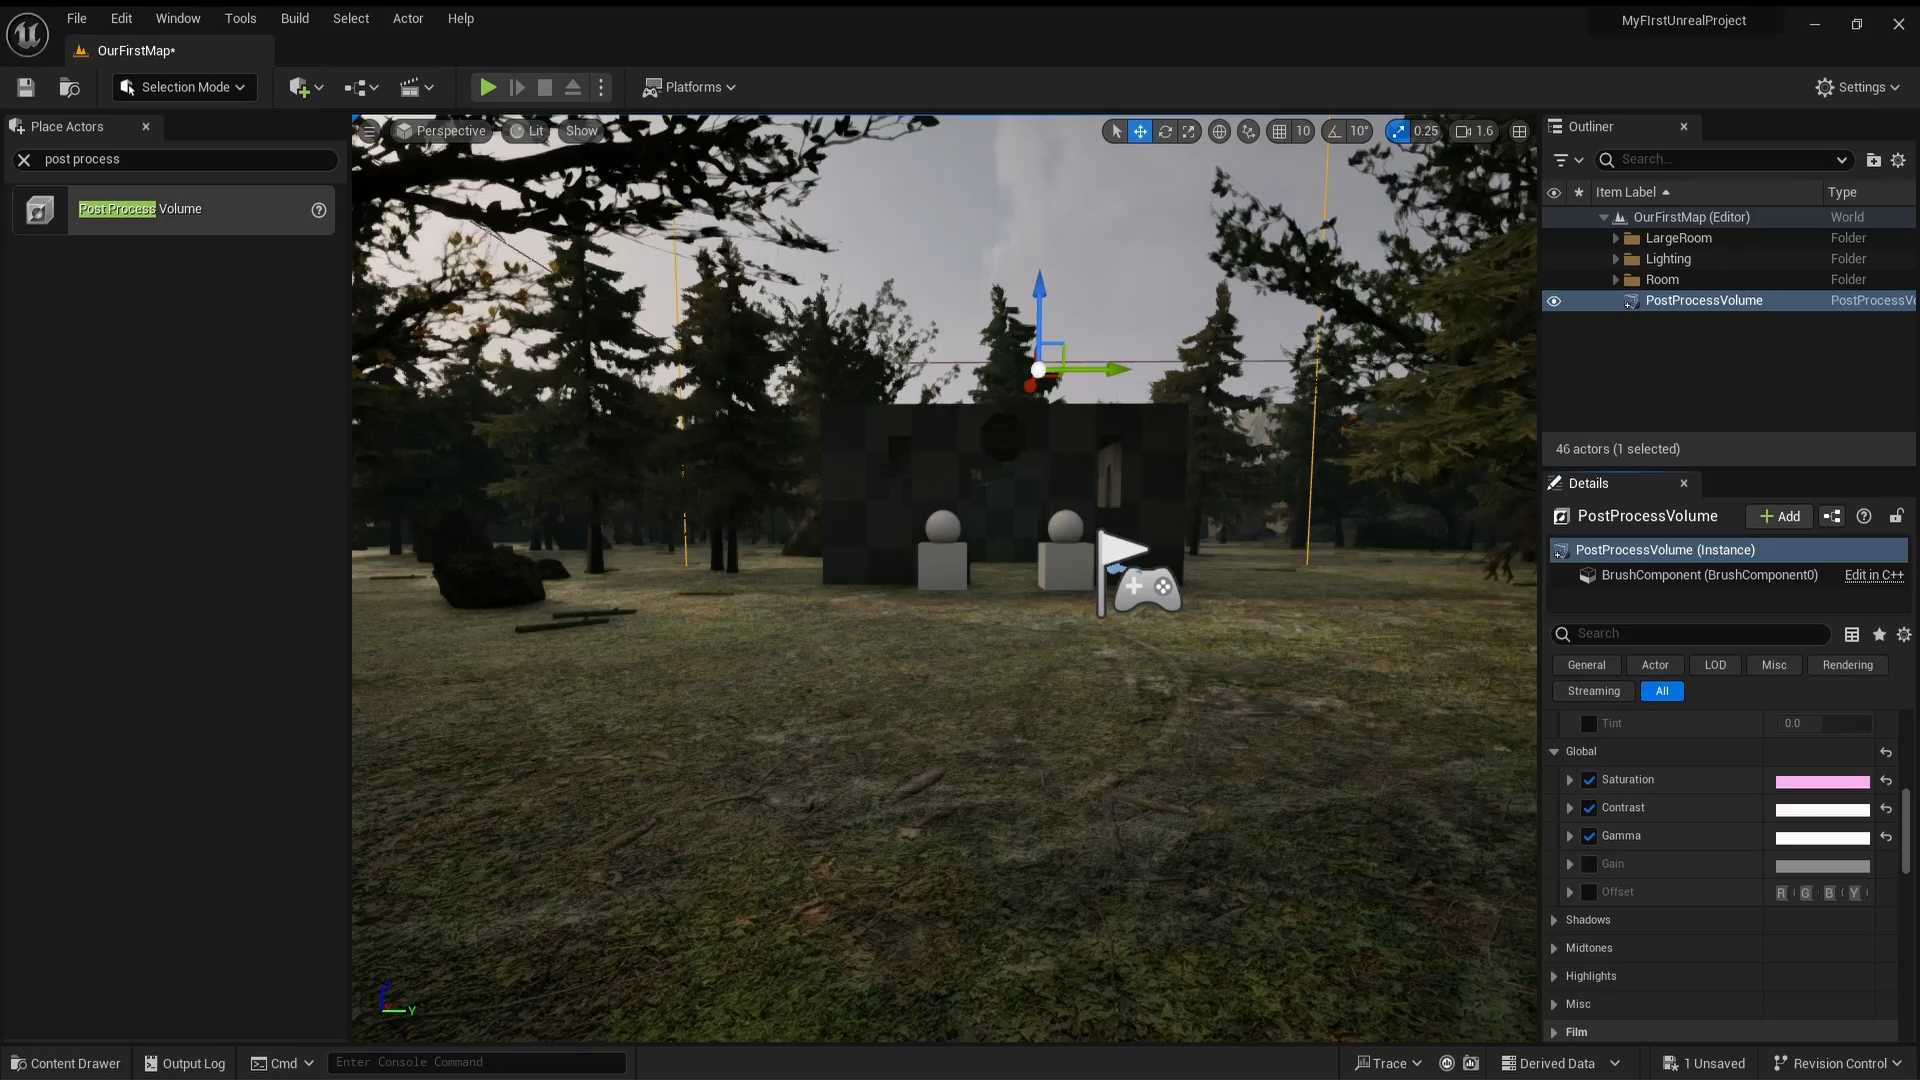 File Edit Window Tools Build Select Actor Help
MyFIrstUnrealProject
OurFirstMap*
Selection Mode
Platforms
Settings
Place Actors
post process
Post Process Volume
Perspective Lit Show
10 10° 0.25 1.6
Outliner
Search...
Item Label Type
OurFirstMap (Editor) World
LargeRoom Folder
Lighting Folder
Room Folder
PostProcessVolume PostProcessVo
46 actors (1 selected)
Details
PostProcessVolume + Add
PostProcessVolume (Instance)
BrushComponent (BrushComponent0) Edit in C++
Search
General Actor LOD Misc Rendering
Streaming All
Tint 0.0
Global
Saturation
Contrast
Gamma
Gain
Offset R G B Y
Shadows
Midtones
Highlights
Misc
Film
Y
Content Drawer Output Log Cmd Enter Console Command Trace Derived Data 1 Unsaved Revision Control